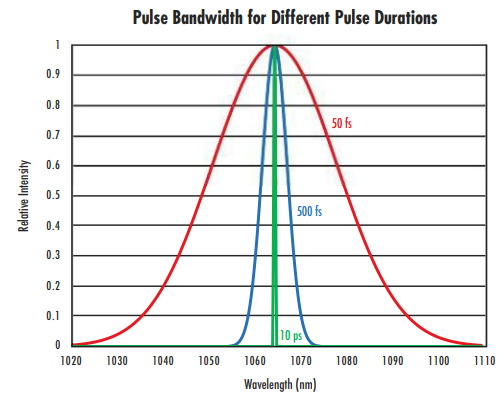 Pulse Bandwidth for Different Pulse Durations
1
0.9
0.8
0.7
0.6
0.5
0.4
0.3
0.2
0.1
0
Relative Intensity
50 fs
500 fs
10 ps
1020 1030 1040 1050 1060 1070 1080 1090 1100 1110
Wavelength (nm)